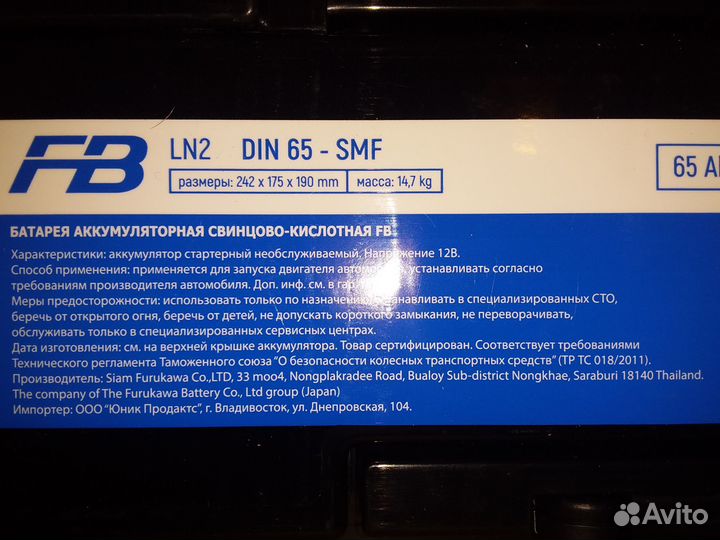 FB LN2 DIN 65 - SMF
размеры: 242 x 175 x 190 mm масса: 14,7 kg
65 А
БАТАРЕЯ АККУМУЛЯТОРНАЯ СВИНЦОВО-КИСЛОТНАЯ FB
Характеристики: аккумулятор стартерный необслуживаемый. Напряжение 12В.
Способ применения: применяется для запуска двигателя автомобиля, устанавливать согласно
требованиям производителя автомобиля. Доп. инф. см. в гар.
Меры предосторожности: использовать только по назначению, устанавливать в специализированных СТО,
беречь от открытого огня, беречь от детей, не допускать короткого замыкания, не переворачивать,
обслуживать только в специализированных сервисных центрах.
Дата изготовления: см. на верхней крышке аккумулятора. Товар сертифицирован. Соответствует требованиям
Технического регламента Таможенного союза "О безопасности колесных транспортных средств" (ТР ТС 018/2011).
Производитель: Siam Furukawa Co.,LTD, 33 moo4, Nongplakradee Road, Bualoy Sub-district Nongkhae, Saraburi 18140 Thailand.
The company of The Furukawa Battery Co., Ltd group (Japan)
Импортер: ООО "Юник Продактс", г. Владивосток, ул. Днепровская, 104.
Avito